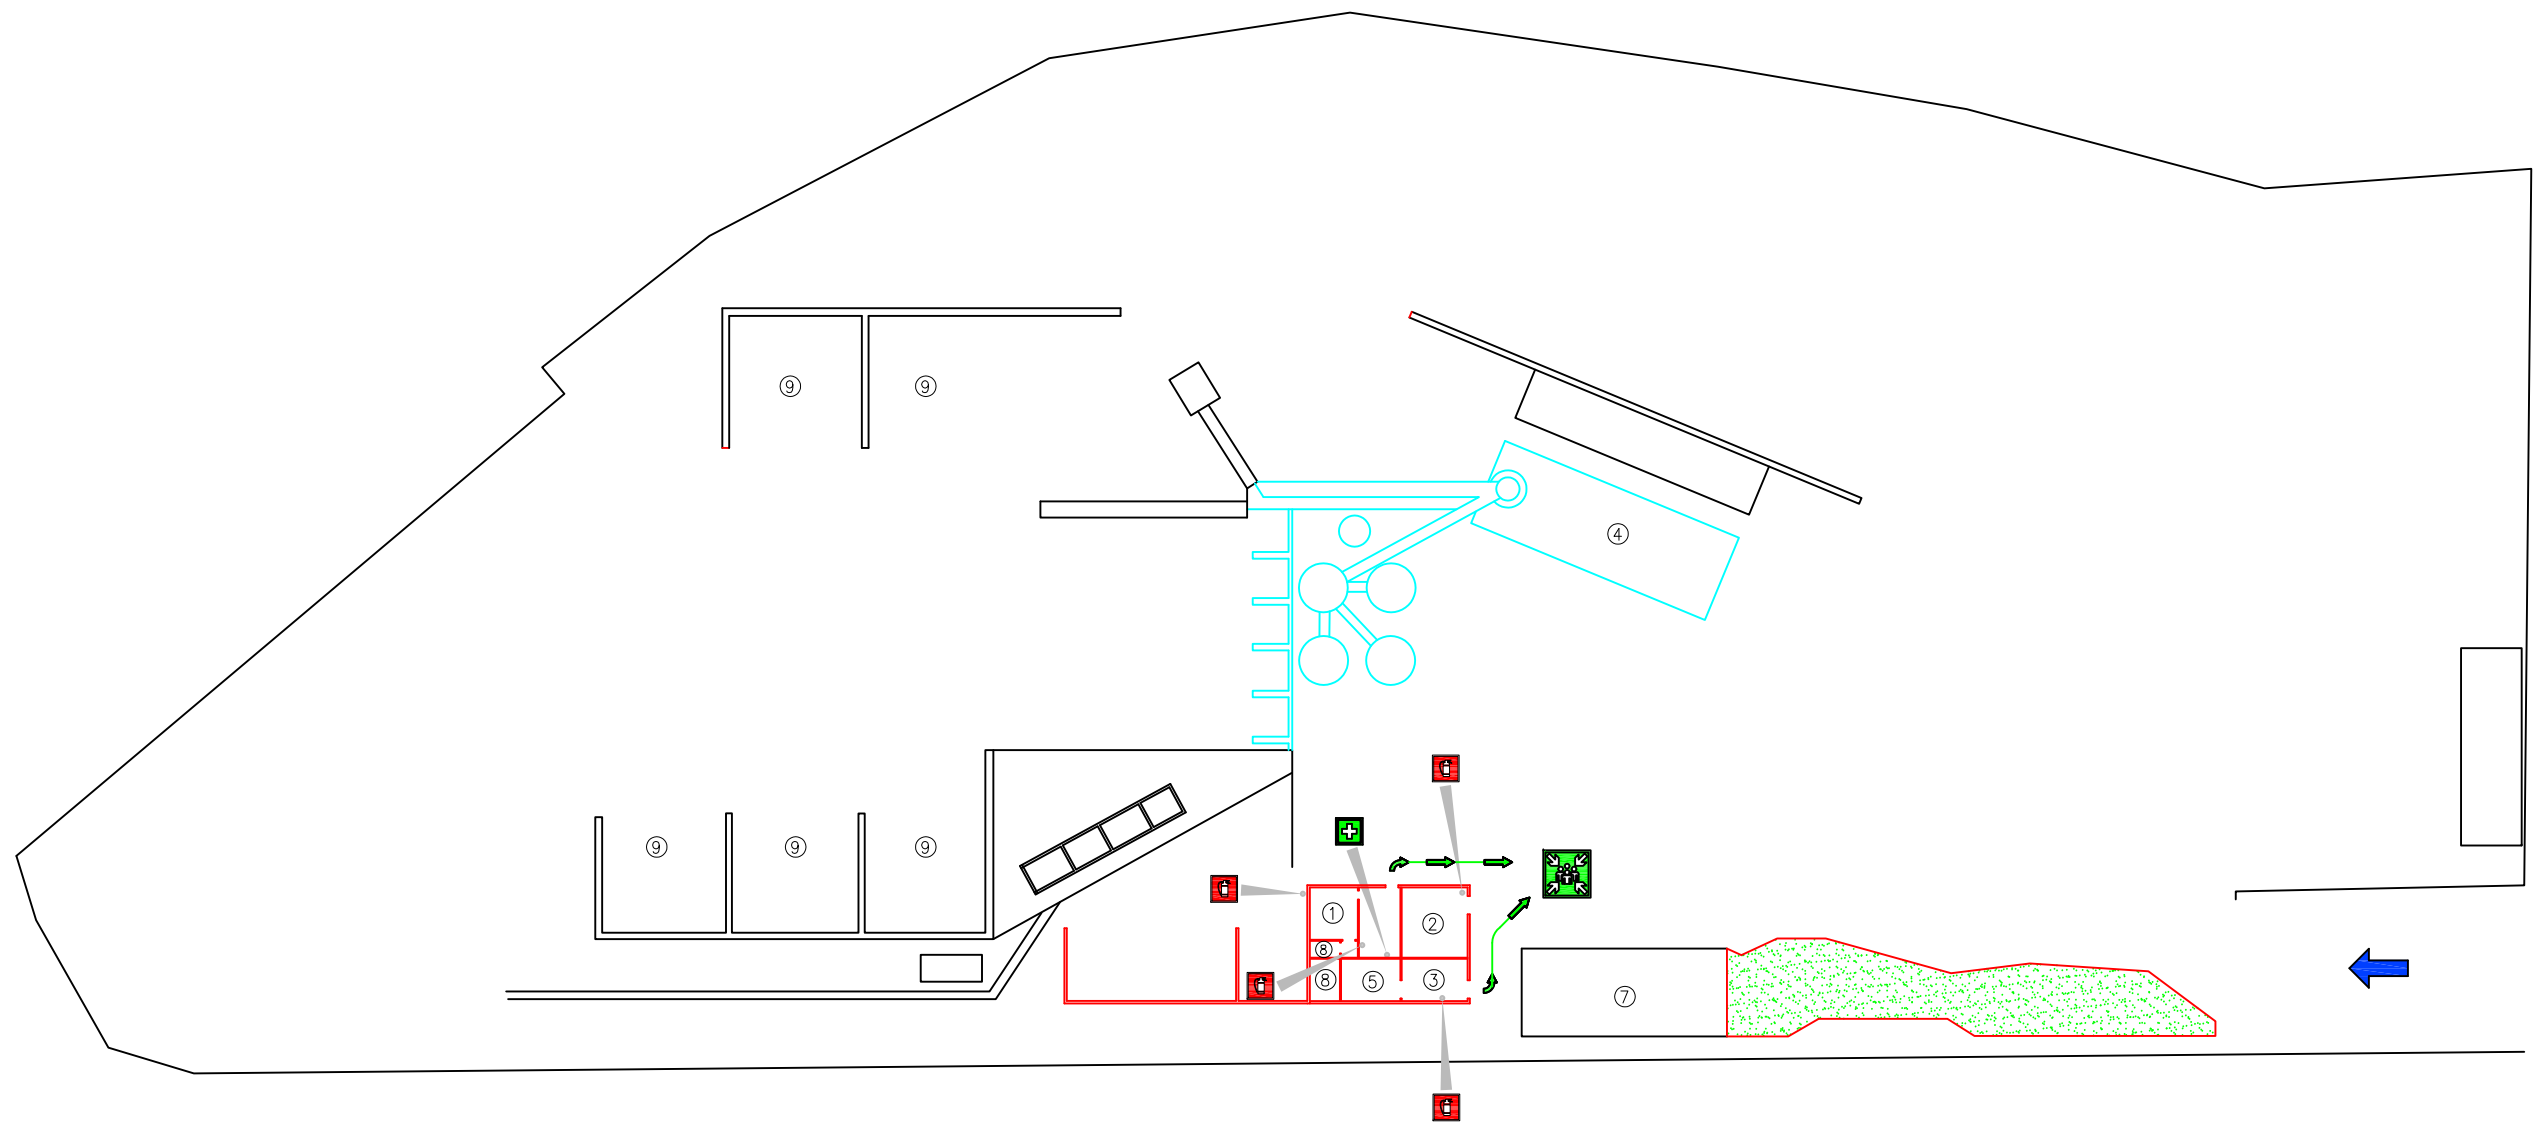 ⑨ ⑨
④
⑨ ⑨ ⑨
① ②
⑧
⑧ ⑤ ③
⑦